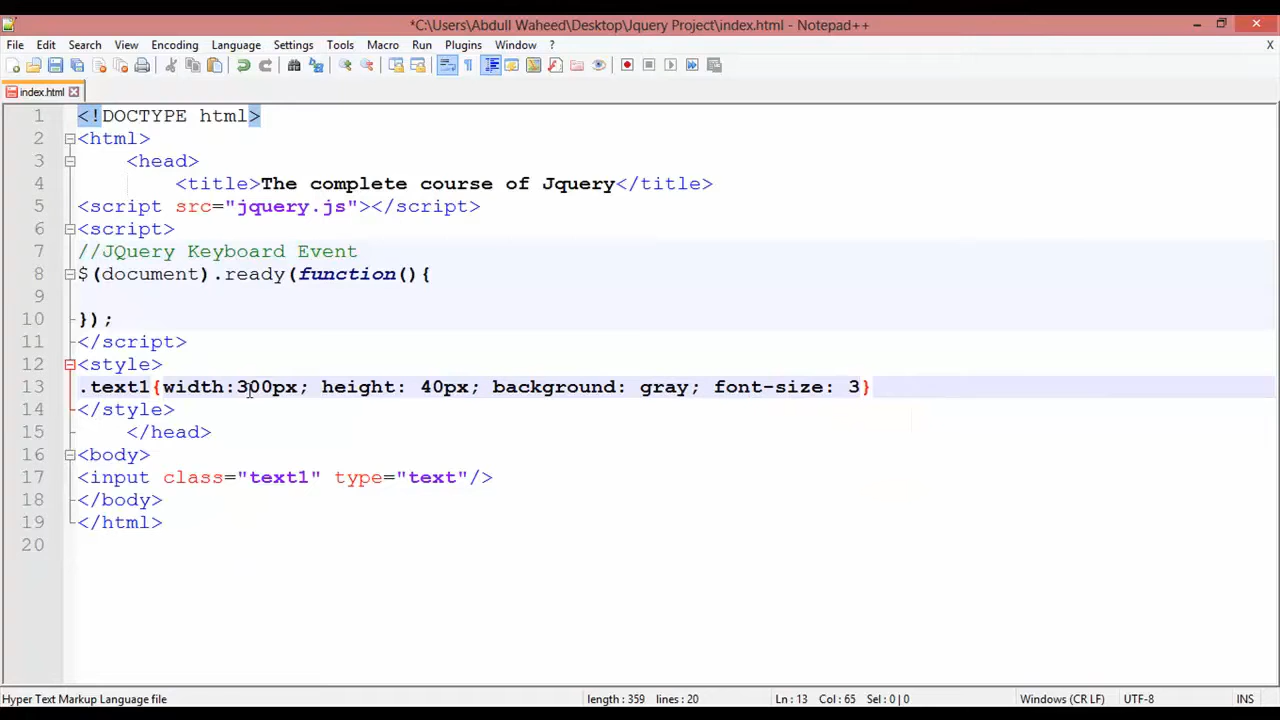 *C:\Users\Abdull Waheed\Desktop\Jquery Project\index.html - Notepad++
File Edit Search View Encoding Language Settings Tools Macro Run Plugins Window ? X
index.html
1 <!DOCTYPE html>
2 <html>
3 <head>
4 <title>The complete course of Jquery</title>
5 <script src="jquery.js"></script>
6 <script>
7 //JQuery Keyboard Event
8 $(document).ready(function(){
9
10 });
11 </script>
12 <style>
13 .text1{width:300px; height: 40px; background: gray; font-size: 3}
14 </style>
15 </head>
16 <body>
17 <input class="text1" type="text"/>
18 </body>
19 </html>
20
Hyper Text Markup Language file length : 359 lines : 20 Ln : 13 Col : 65 Sel : 0 | 0 Windows (CR LF) UTF-8 INS